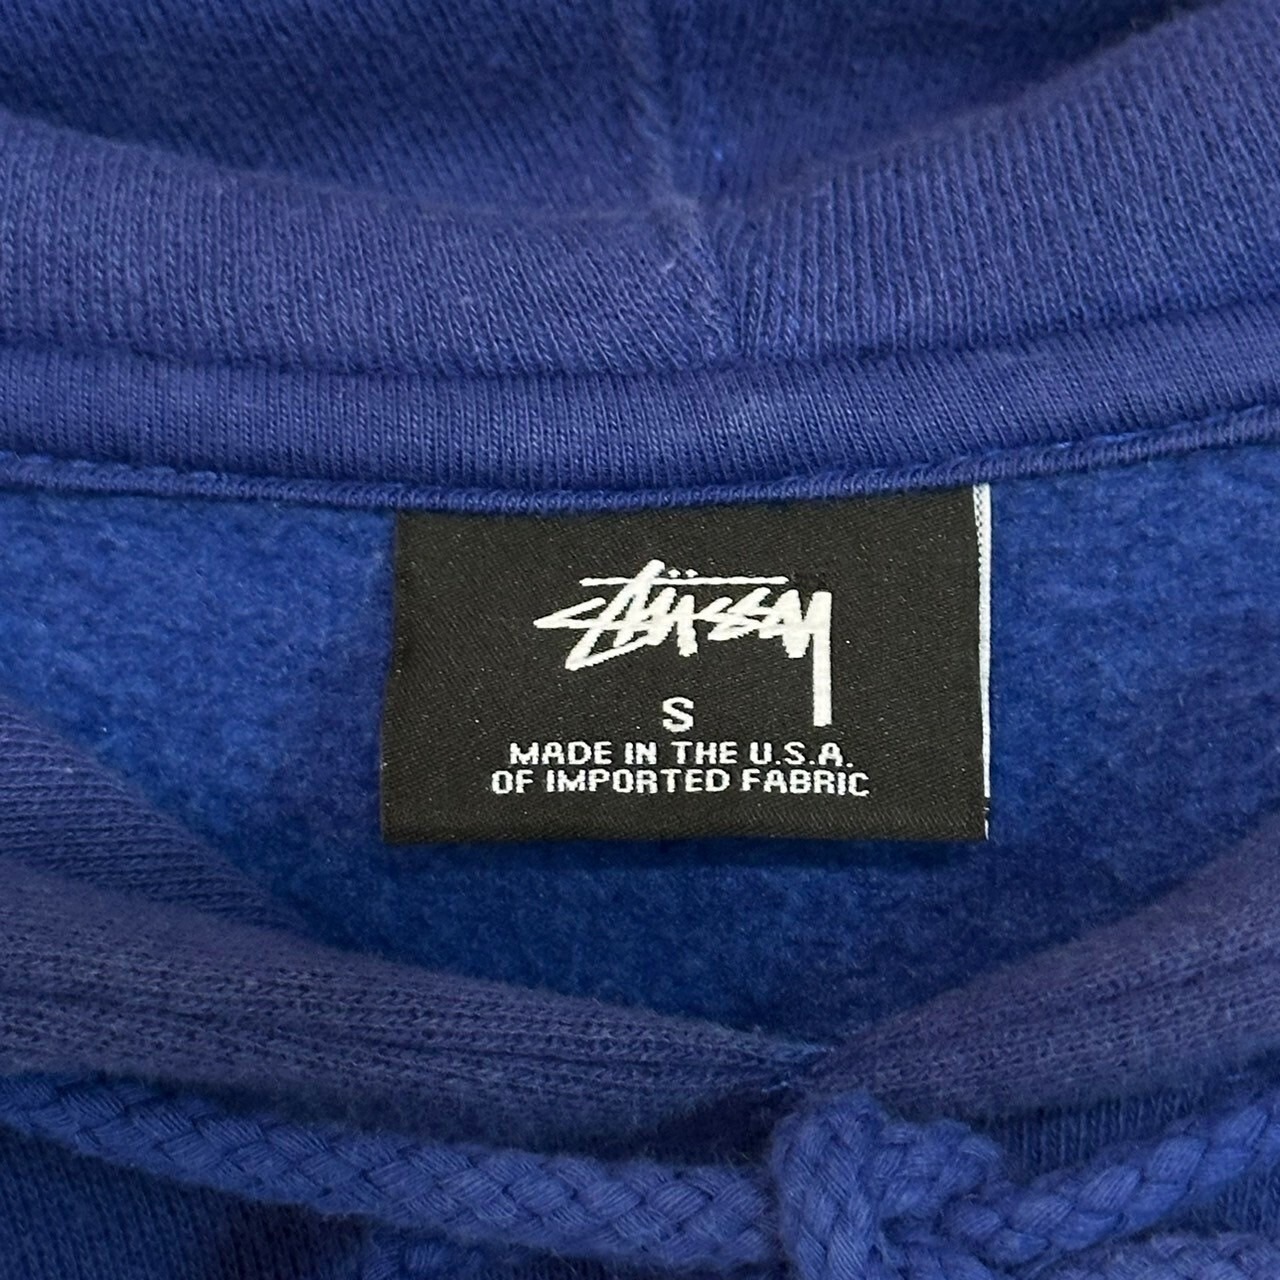 Stüssy
S
MADE IN THE U.S.A.
OF IMPORTED FABRIC